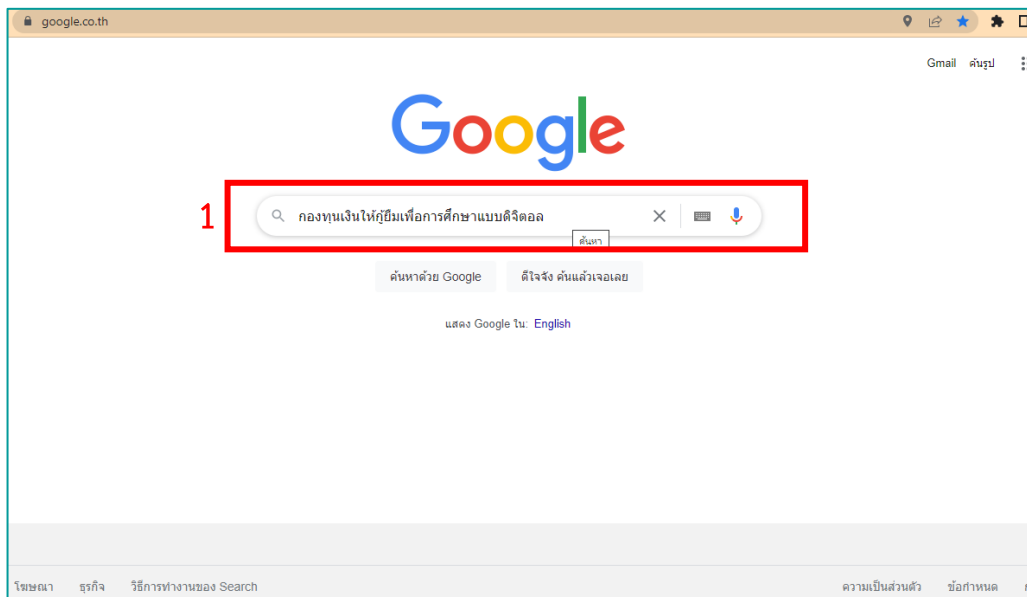 google.co.th
Gmail ค้นรูป
Google
1
กองทุนเงินให้กู้ยืมเพื่อการศึกษาแบบดิจิตอล
ค้นหา
ค้นหาด้วย Google ดีใจจัง ค้นแล้วเจอเลย
แสดง Google ใน: English
โฆษณา ธุรกิจ วิธีการทำงานของ Search ความเป็นส่วนตัว ข้อกำหนด